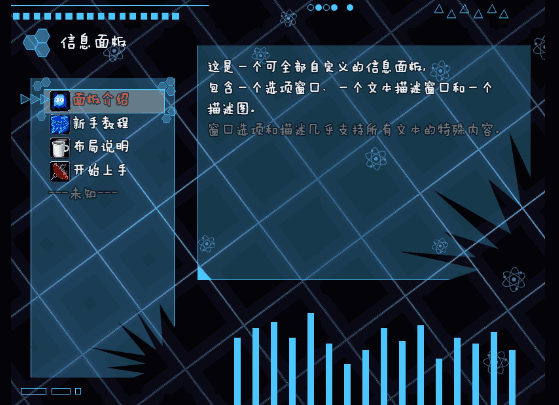 信息面板
面板介绍
新手教程
布局说明
开始上手
---未知---
这是一个可全部自定义的信息面板,
包含一个选项窗口、一个文本描述窗口和一个
描述图。
窗口选项和描述几乎支持所有文本的特殊内容。